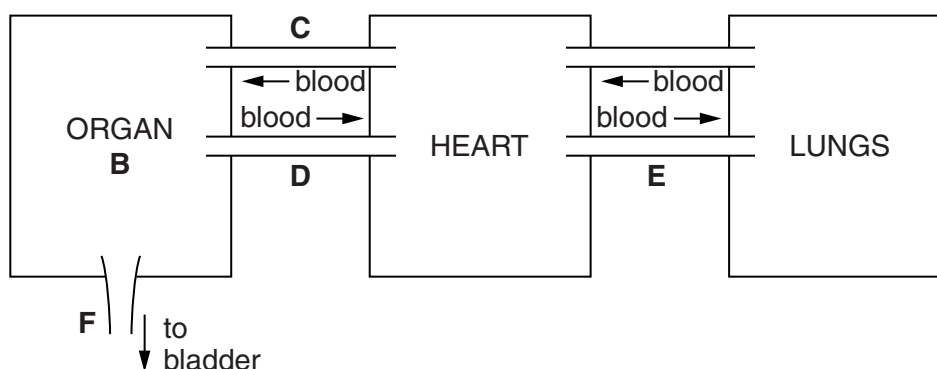 C
blood
blood
blood
blood
ORGAN
B
HEART
LUNGS
D
E
F
to
bladder